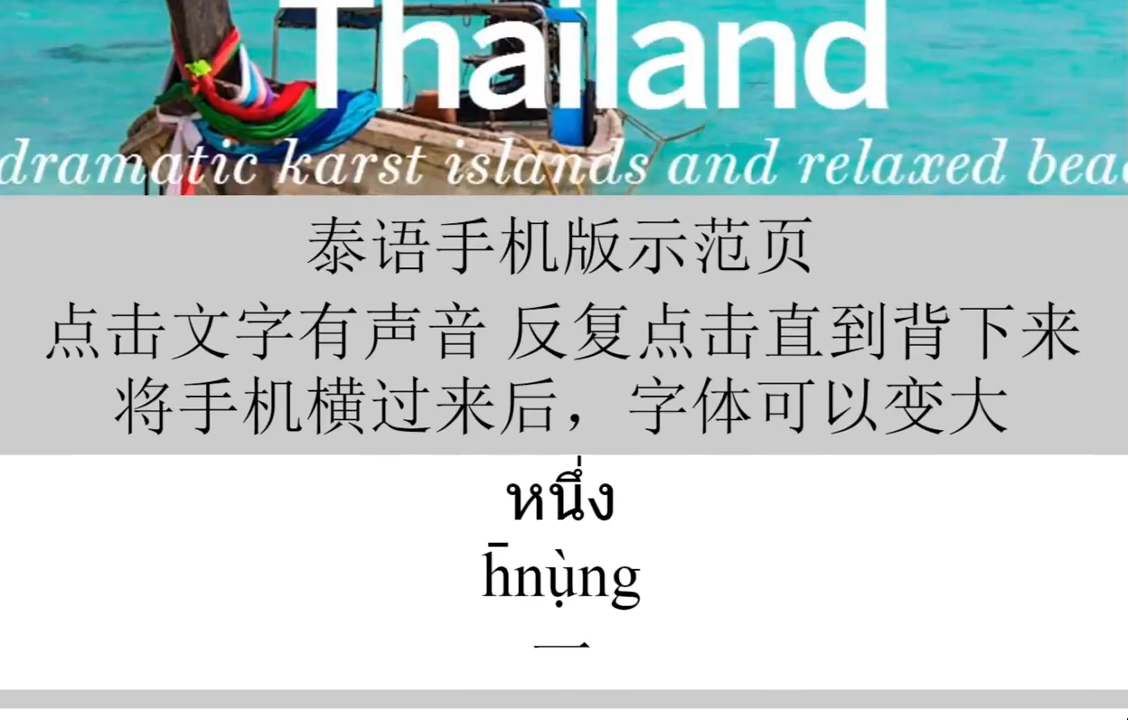 Thailand
dramatic karst islands and relaxed
泰语手机版示范页
点击文字有声音 反复点击直到背下来
将手机横过来后，字体可以变大
หนึ่ง
h̄nụ̀ng
一